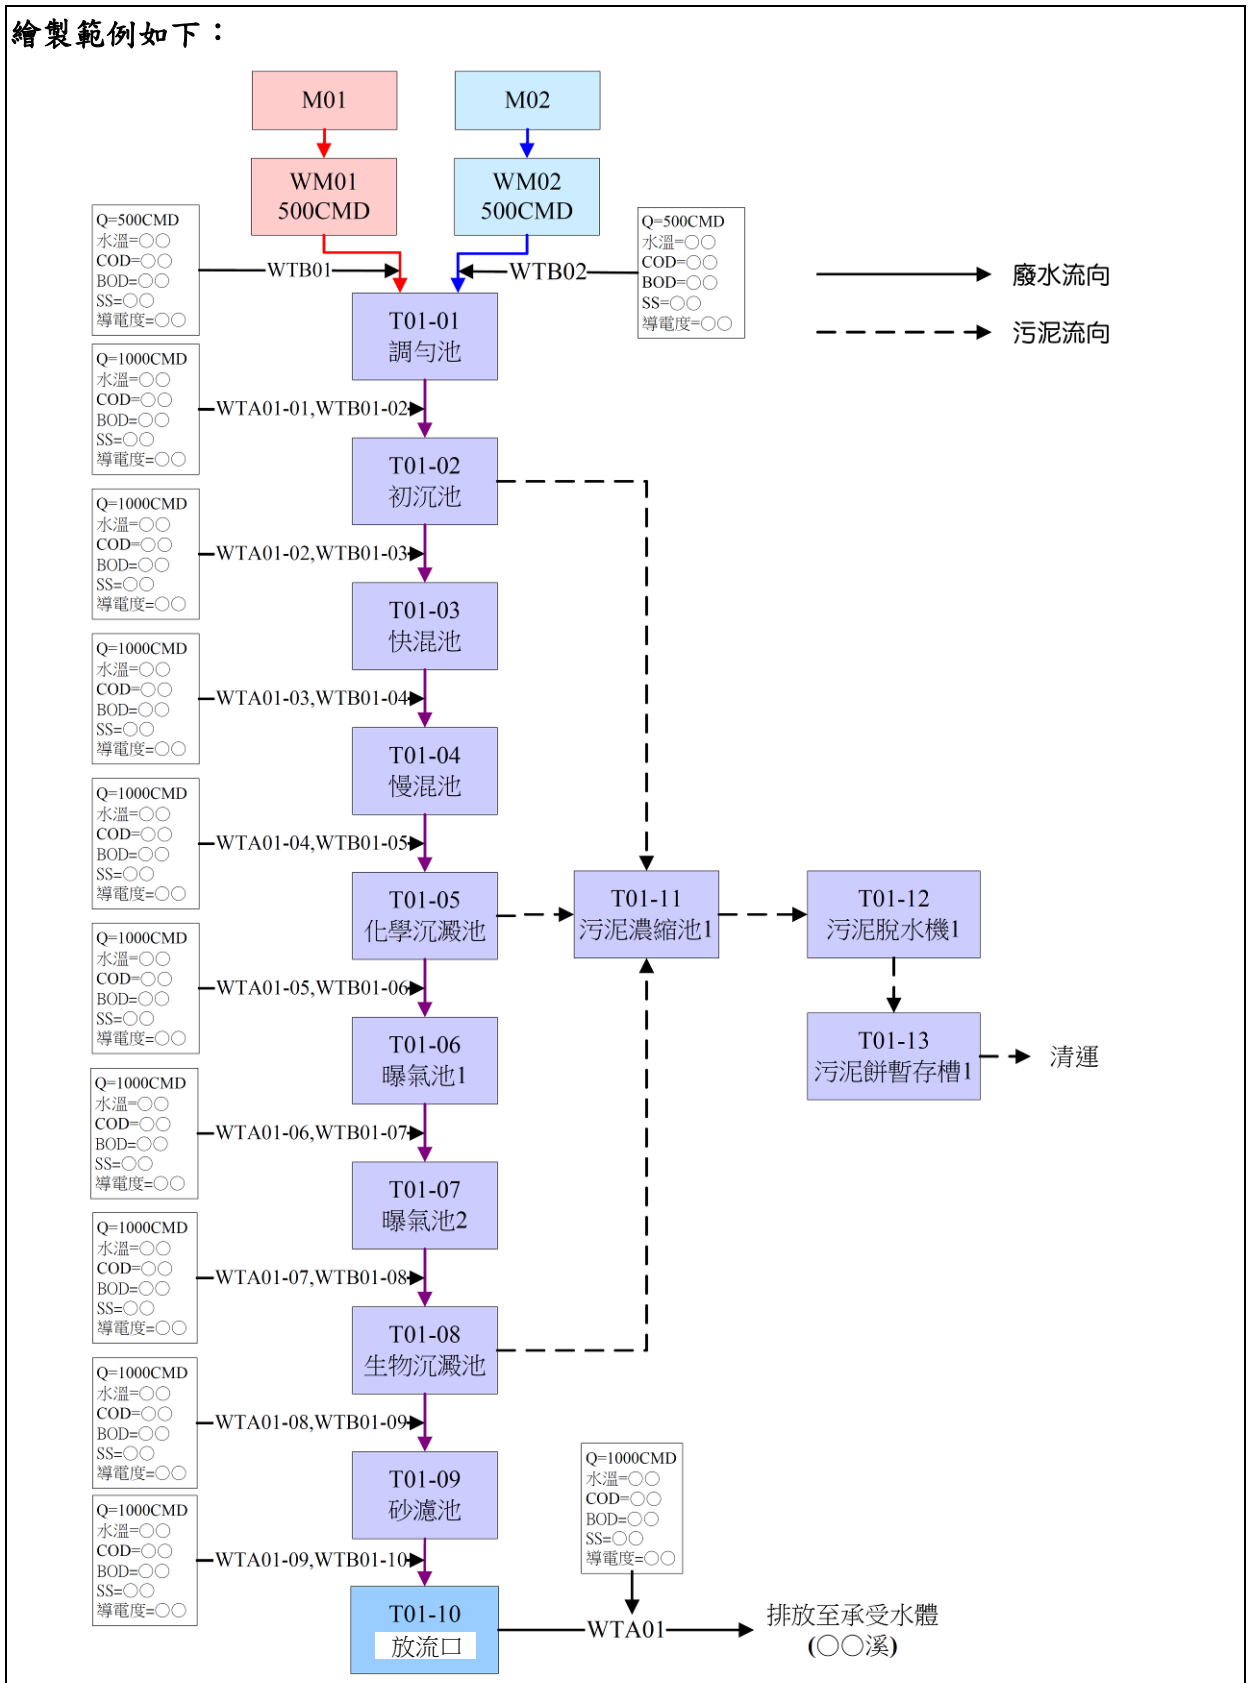 繪製範例如下：
M01
M02
WM01
500CMD
WM02
500CMD
Q=500CMD
水溫=○○
COD=○○
BOD=○○
SS=○○
導電度=○○
WTB01
WTB02
Q=500CMD
水溫=○○
COD=○○
BOD=○○
SS=○○
導電度=○○
廢水流向
污泥流向
T01-01
調勻池
Q=1000CMD
水溫=○○
COD=○○
BOD=○○
SS=○○
導電度=○○
WTA01-01,WTB01-02
T01-02
初沉池
Q=1000CMD
水溫=○○
COD=○○
BOD=○○
SS=○○
導電度=○○
WTA01-02,WTB01-03
T01-03
快混池
Q=1000CMD
水溫=○○
COD=○○
BOD=○○
SS=○○
導電度=○○
WTA01-03,WTB01-04
T01-04
慢混池
Q=1000CMD
水溫=○○
COD=○○
BOD=○○
SS=○○
導電度=○○
WTA01-04,WTB01-05
T01-05
化學沉澱池
T01-11
污泥濃縮池1
T01-12
污泥脫水機1
T01-13
污泥餅暫存槽1
清運
Q=1000CMD
水溫=○○
COD=○○
BOD=○○
SS=○○
導電度=○○
WTA01-05,WTB01-06
T01-06
曝氣池1
Q=1000CMD
水溫=○○
COD=○○
BOD=○○
SS=○○
導電度=○○
WTA01-06,WTB01-07
T01-07
曝氣池2
Q=1000CMD
水溫=○○
COD=○○
BOD=○○
SS=○○
導電度=○○
WTA01-07,WTB01-08
T01-08
生物沉澱池
Q=1000CMD
水溫=○○
COD=○○
BOD=○○
SS=○○
導電度=○○
WTA01-08,WTB01-09
T01-09
砂濾池
Q=1000CMD
水溫=○○
COD=○○
BOD=○○
SS=○○
導電度=○○
WTA01-09,WTB01-10
T01-10
放流口
Q=1000CMD
水溫=○○
COD=○○
BOD=○○
SS=○○
導電度=○○
WTA01
排放至承受水體
(○○溪)